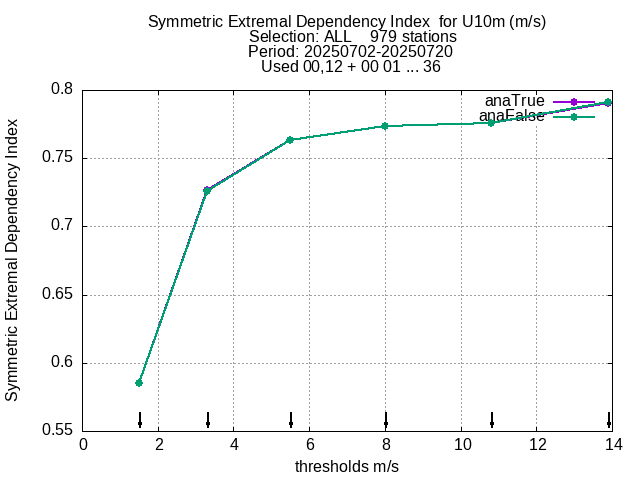 Symmetric Extremal Dependency Index  for U10m (m/s)
Selection: ALL    979 stations
Period: 20250702-20250720
Used 00,12 + 00 01 ... 36
anaTrue
anaFalse
Symmetric Extremal Dependency Index
0.8
0.75
0.7
0.65
0.6
0.55
0 2 4 6 8 10 12 14
thresholds m/s